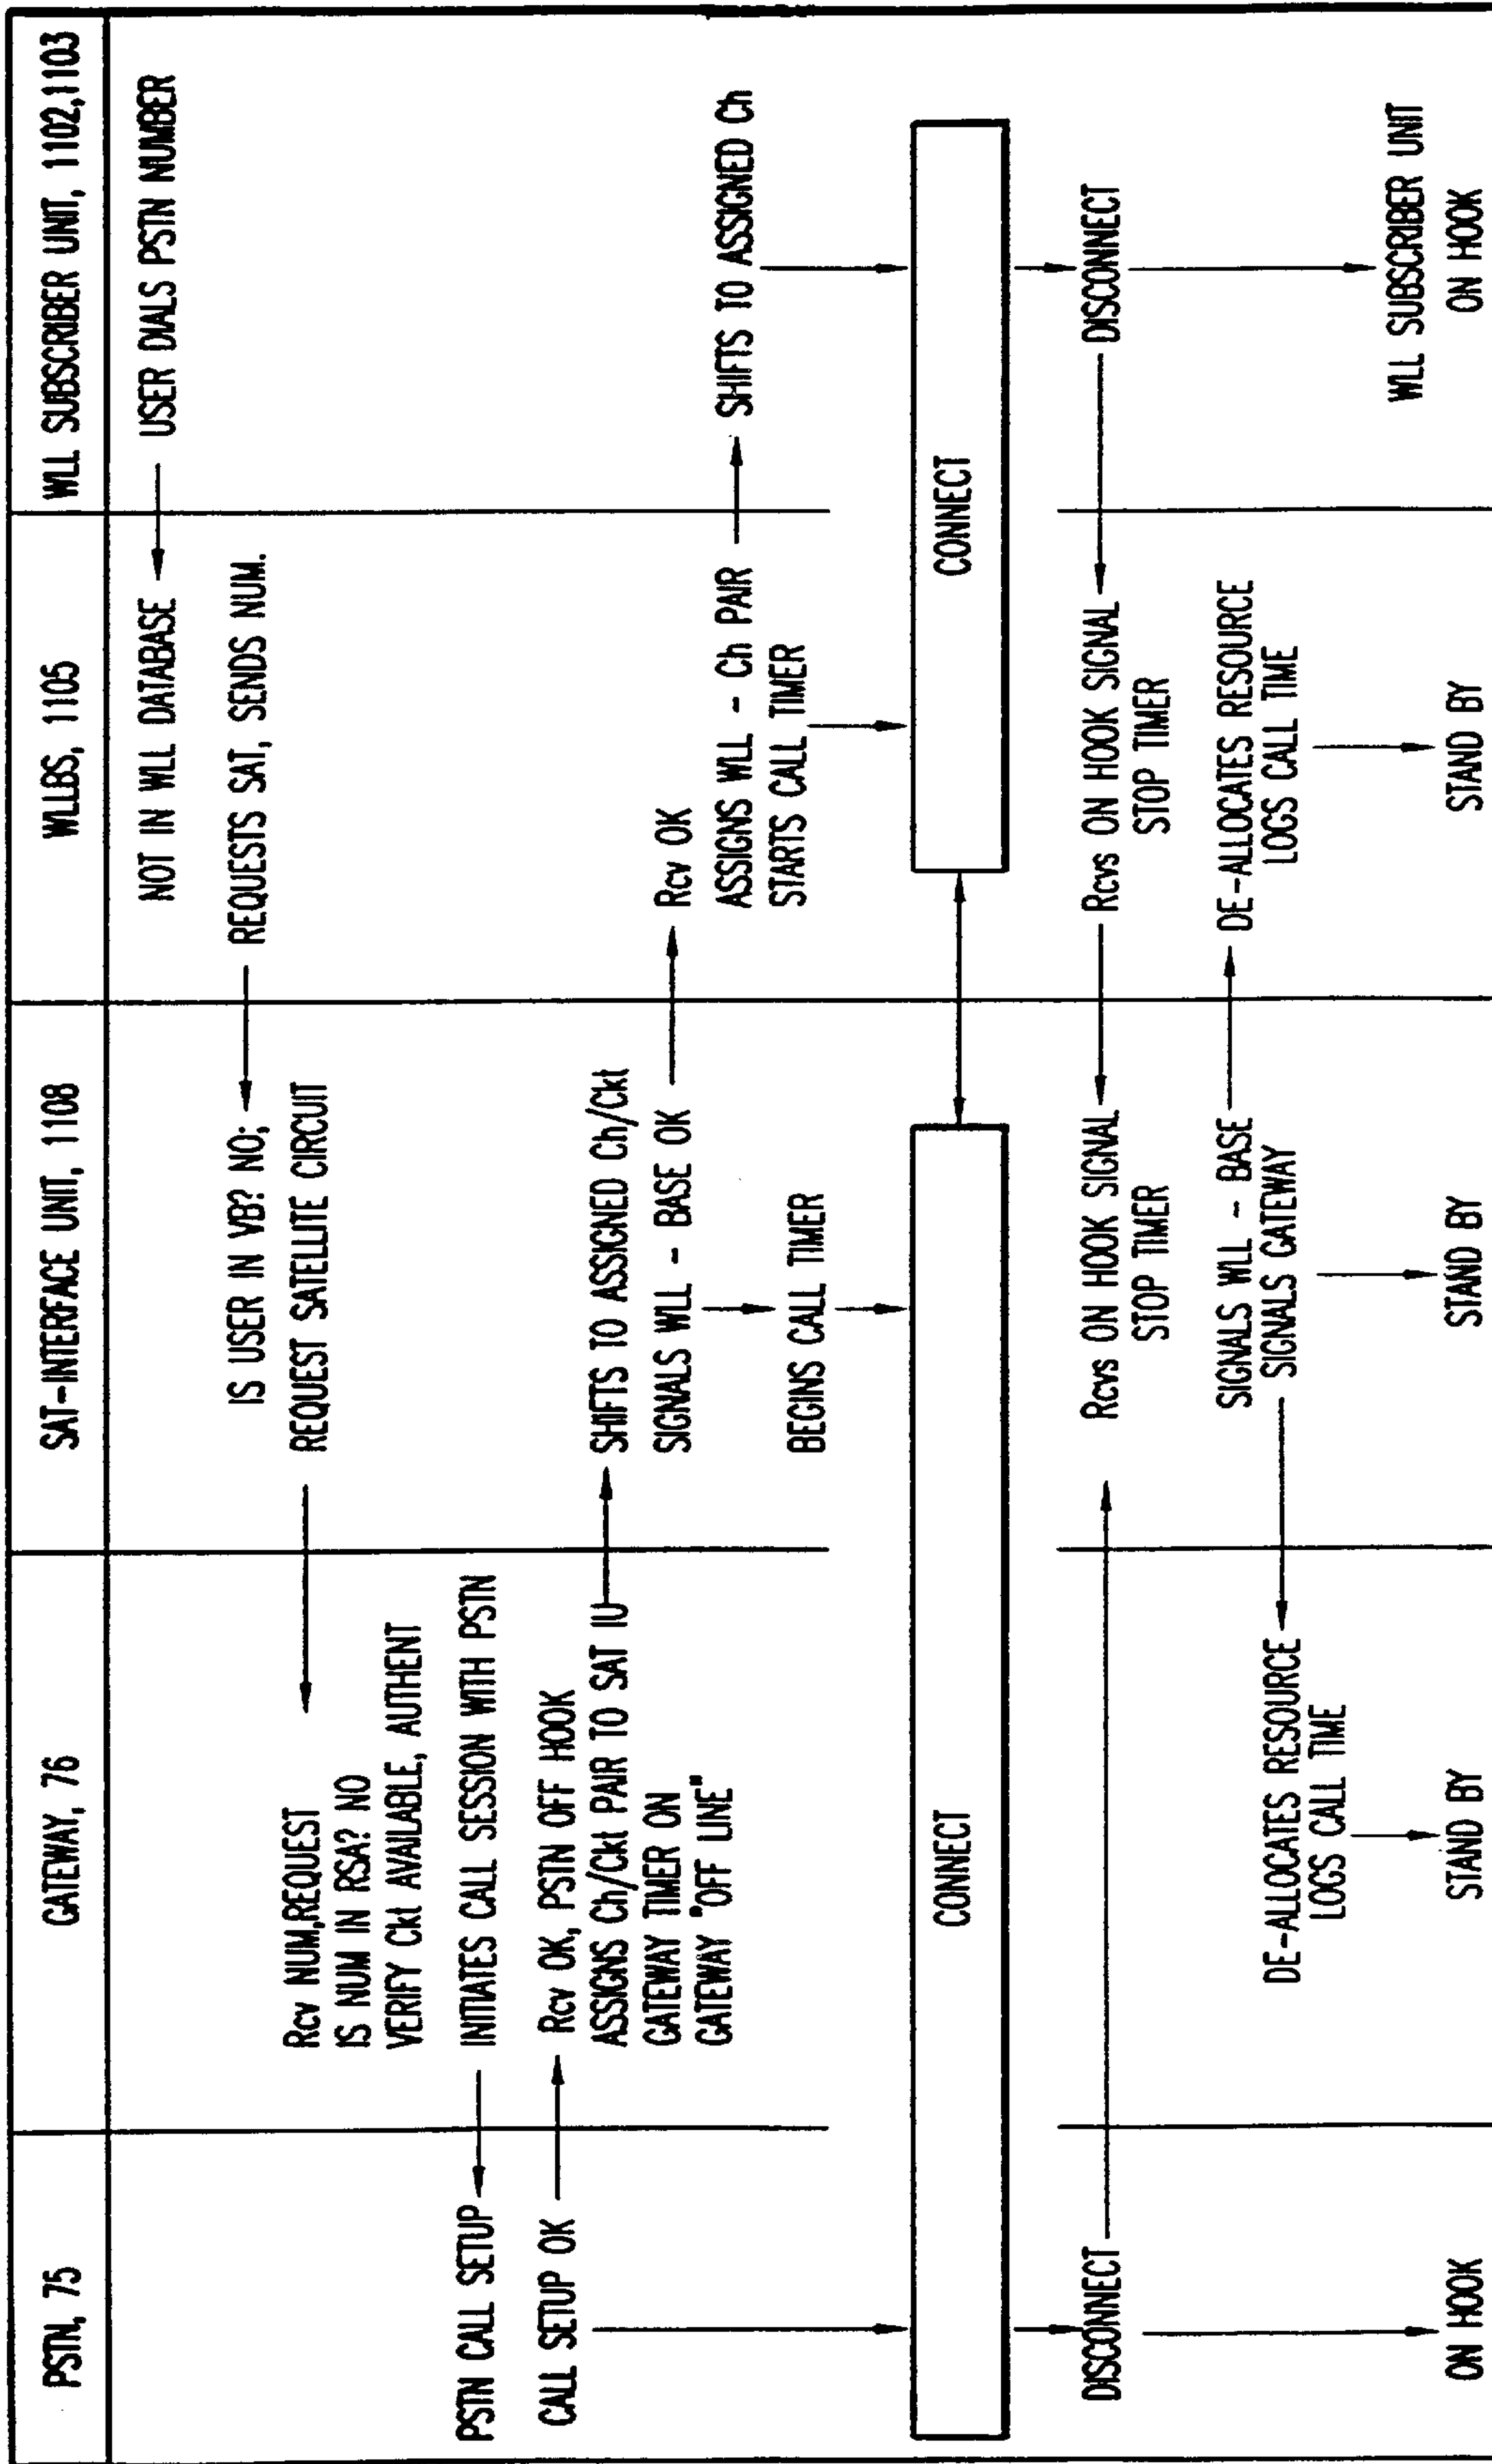 PSTN, 75
GATEWAY, 76
SAT-INTERFACE UNIT, 1108
WLLBS, 1105
WLL SUBSCRIBER UNIT, 1102,1103
USER DIALS PSTN NUMBER
NOT IN WLL DATABASE
REQUESTS SAT, SENDS NUM.
IS USER IN VB? NO;
REQUEST SATELLITE CIRCUIT
Rcv NUM,REQUEST
IS NUM IN RSA? NO
VERIFY Ckt AVAILABLE, AUTHENT
INITIATES CALL SESSION WITH PSTN
PSTN CALL SETUP
CALL SETUP OK
Rcv OK, PSTN OFF HOOK
ASSIGNS Ch/Ckt PAIR TO SAT IU
GATEWAY TIMER ON
GATEWAY "OFF LINE"
SHIFTS TO ASSIGNED Ch/Ckt
SIGNALS WLL - BASE OK
BEGINS CALL TIMER
Rcv OK
ASSIGNS WLL - Ch PAIR
STARTS CALL TIMER
SHIFTS TO ASSIGNED Ch
CONNECT
CONNECT
DISCONNECT
Rcvs ON HOOK SIGNAL
STOP TIMER
Rcvs ON HOOK SIGNAL
STOP TIMER
DISCONNECT
SIGNALS WLL - BASE
SIGNALS GATEWAY
DE-ALLOCATES RESOURCE
LOGS CALL TIME
DE-ALLOCATES RESOURCE
LOGS CALL TIME
ON HOOK
STAND BY
STAND BY
STAND BY
WLL SUBSCRIBER UNIT
ON HOOK